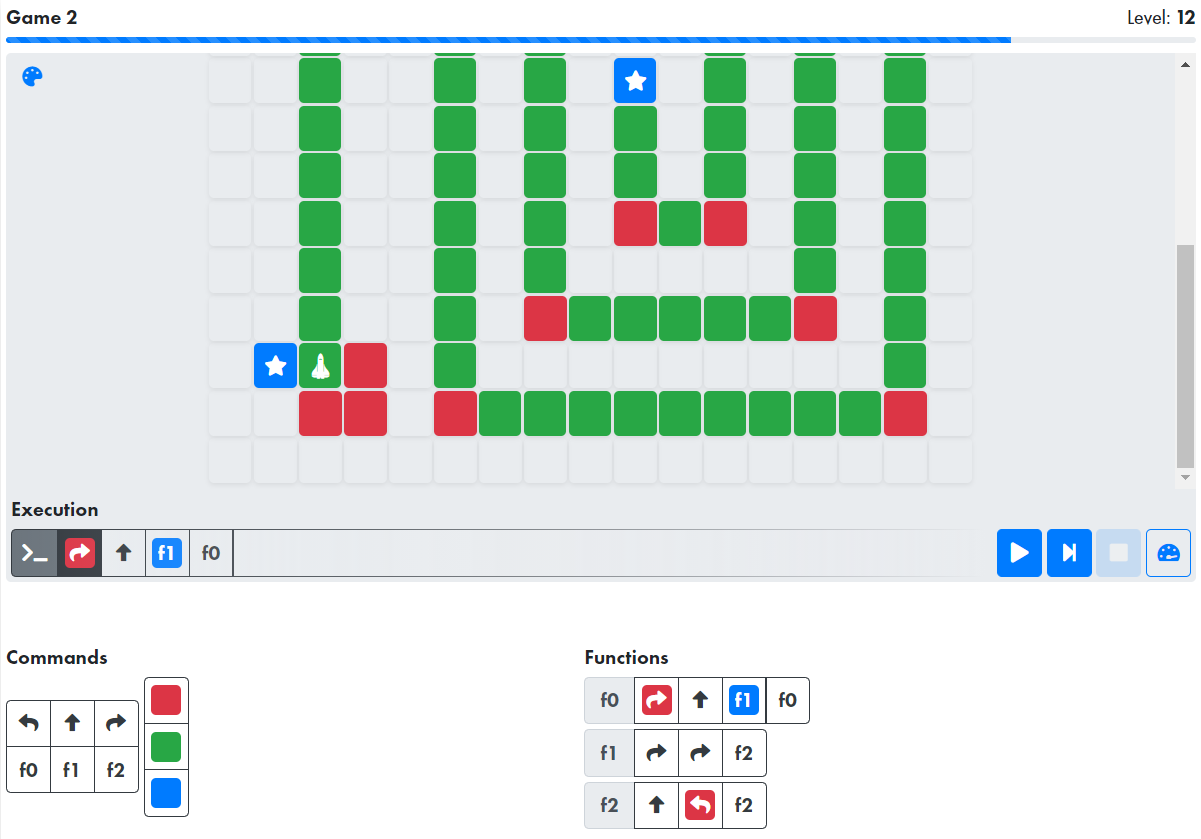 Game 2
Level: 12
Execution
>_ f1 f0
Commands
Functions
f0 f1 f0
f1 f2
f0 f1 f2
f2 f2